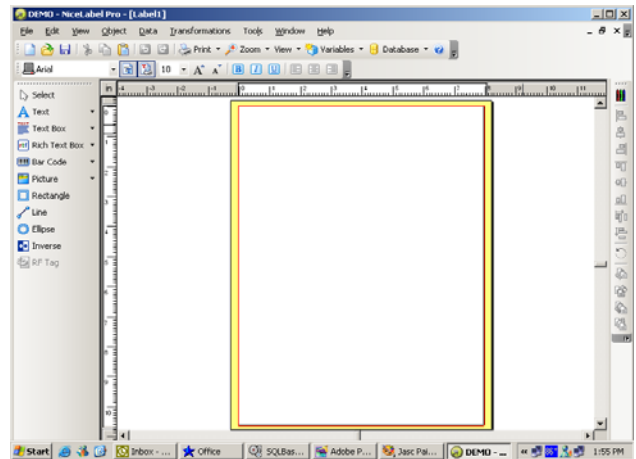 DEMO - NiceLabel Pro - [Label1]
File Edit View Object Data Transformations Tools Window Help
Print Zoom View Variables Database
Arial 10 A A B I U
Select
Text
Text Box
Rich Text Box
Bar Code
Picture
Rectangle
Line
Ellipse
Inverse
RF Tag
Start Inbox - ... Office SQLBas... Adobe P... Jasc Pai... DEMO - ... 1:55 PM